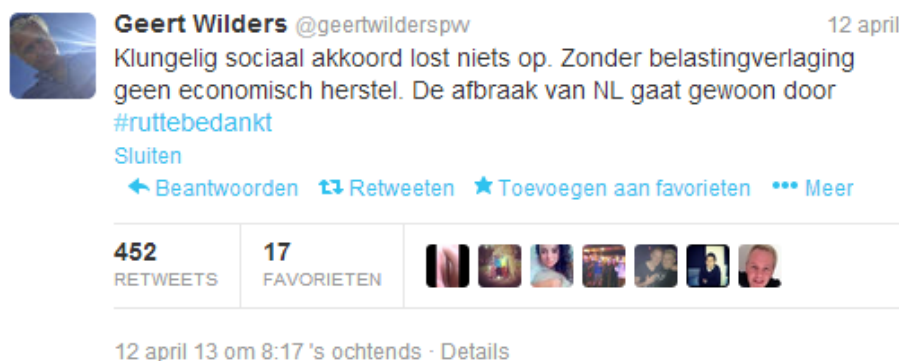 Geert Wilders @geertwilderspvv 12 april
Klungelig sociaal akkoord lost niets op. Zonder belastingverlaging
geen economisch herstel. De afbraak van NL gaat gewoon door
#ruttebedankt
Sluiten
Beantwoorden Retweeten Toevoegen aan favorieten Meer
452 17
RETWEETS FAVORIETEN
12 april 13 om 8:17 's ochtends · Details